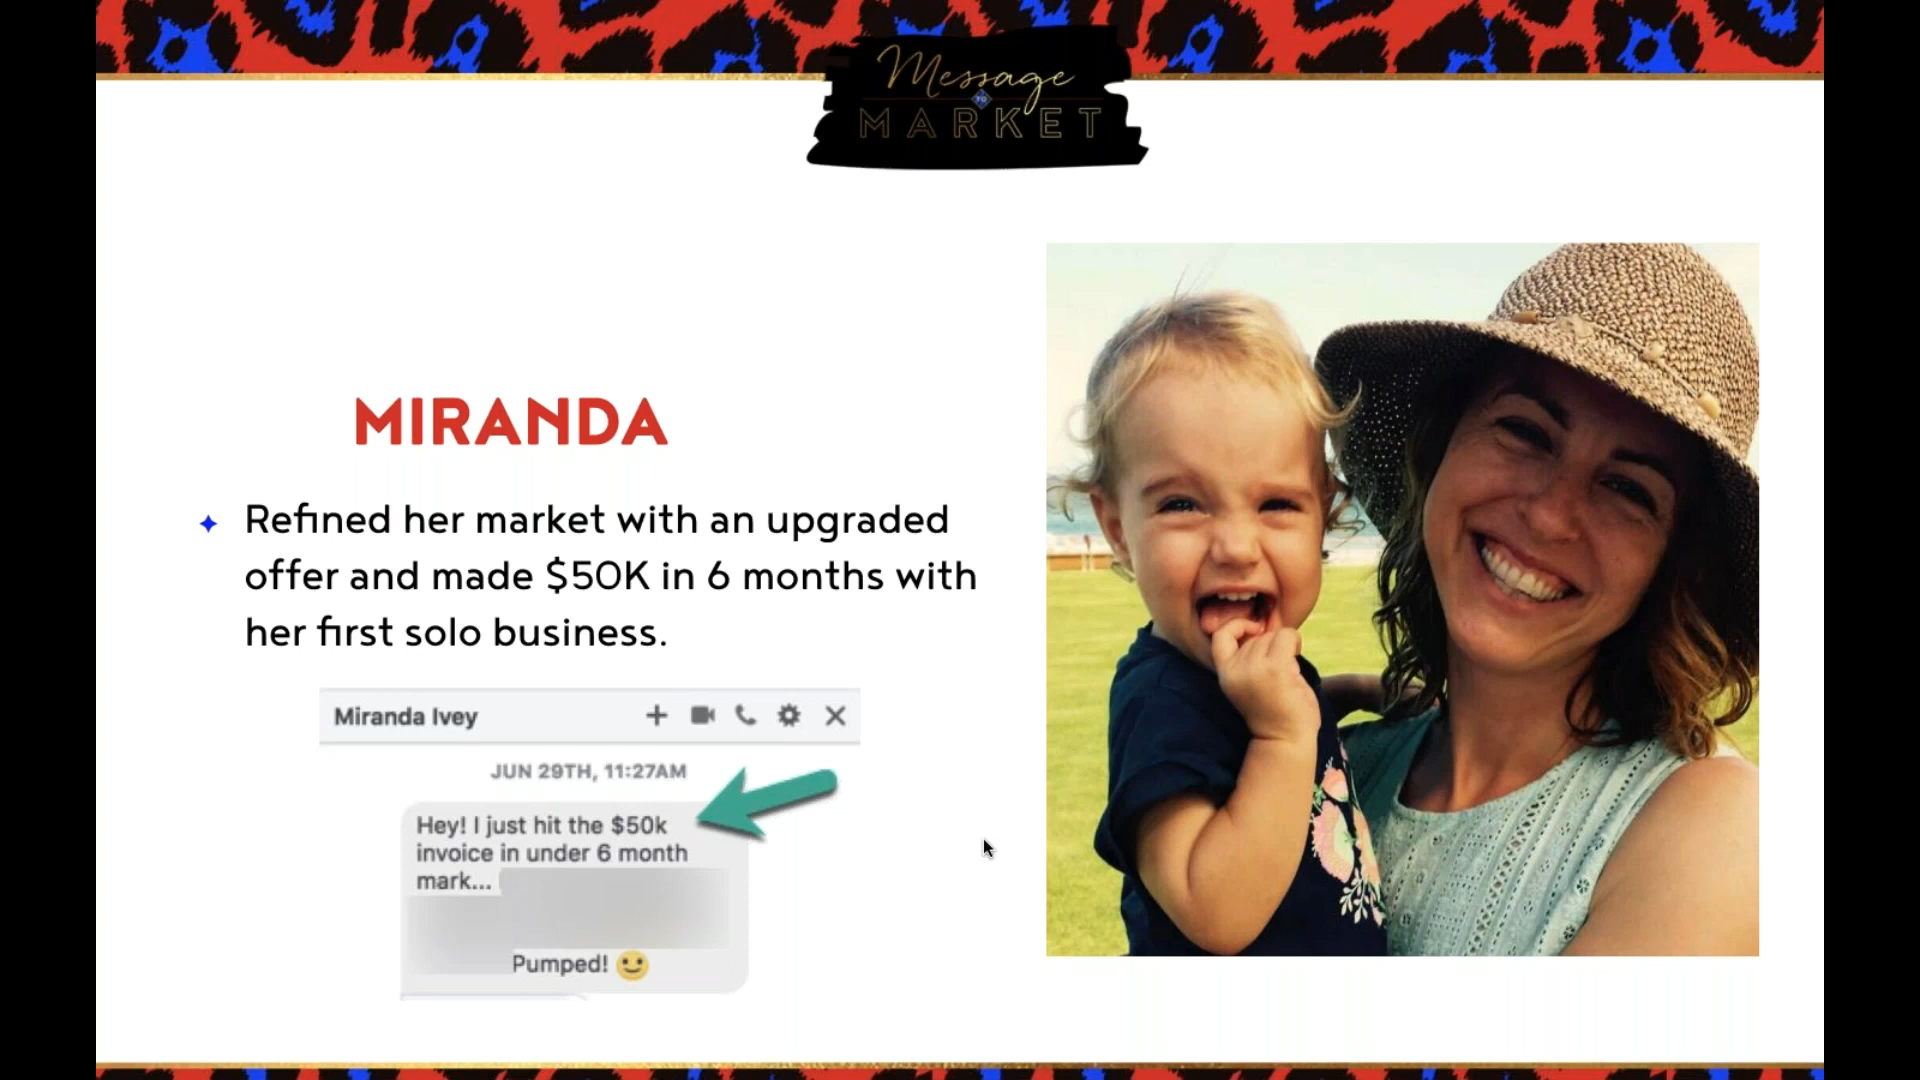 Message
TO
MARKET
MIRANDA
Refined her market with an upgraded
offer and made $50K in 6 months with
her first solo business.
Miranda Ivey
JUN 29TH, 11:27AM
Hey! I just hit the $50k
invoice in under 6 month
mark...
Pumped! 🙂